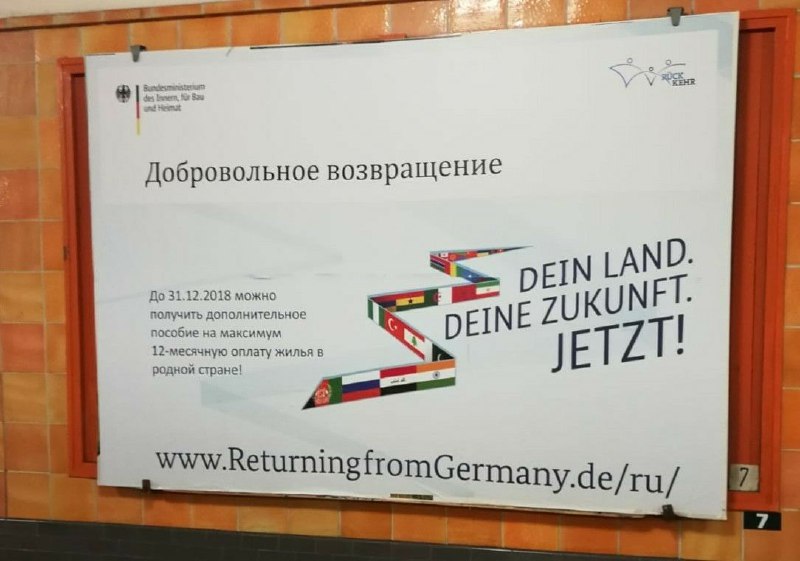 Bundesministerium
des Innern, für Bau
und Heimat
RÜCK
KEHR
Добровольное возвращение
До 31.12.2018 можно
получить дополнительное
пособие на максимум
12-месячную оплату жилья в
родной стране!
DEIN LAND.
DEINE ZUKUNFT.
JETZT!
www.ReturningfromGermany.de/ru/
7
7